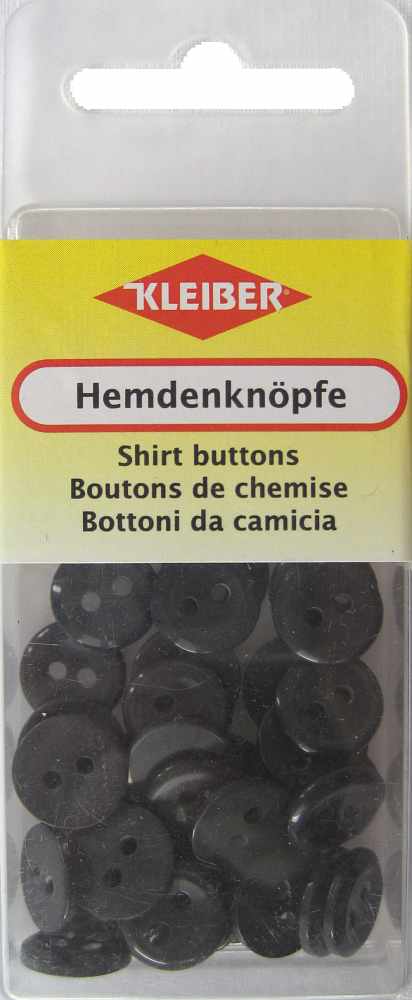 KLEIBER®
Hemdenknöpfe
Shirt buttons
Boutons de chemise
Bottoni da camicia